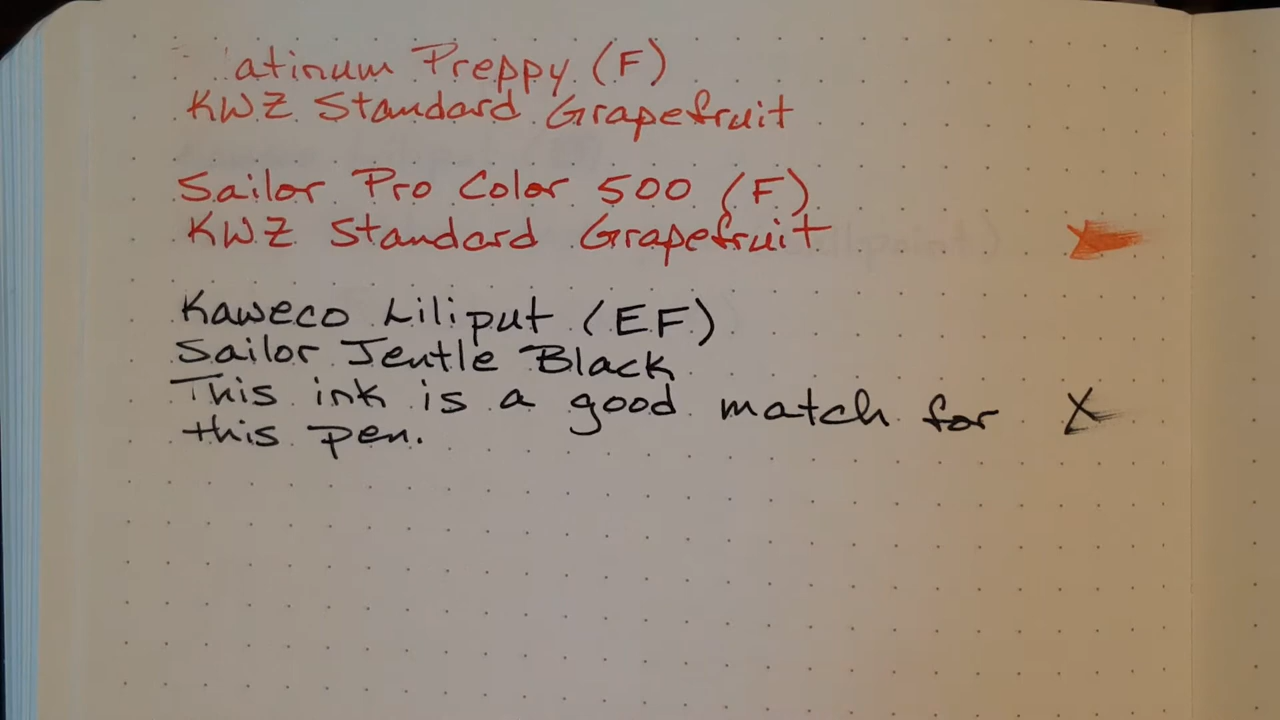 atinum Preppy (F)
KWZ Standard Grapefruit
Sailor Pro Color 500 (F)
KWZ Standard Grapefruit
Kaweco Liliput (EF)
Sailor Jentle Black
This ink is a good match for X
this pen.